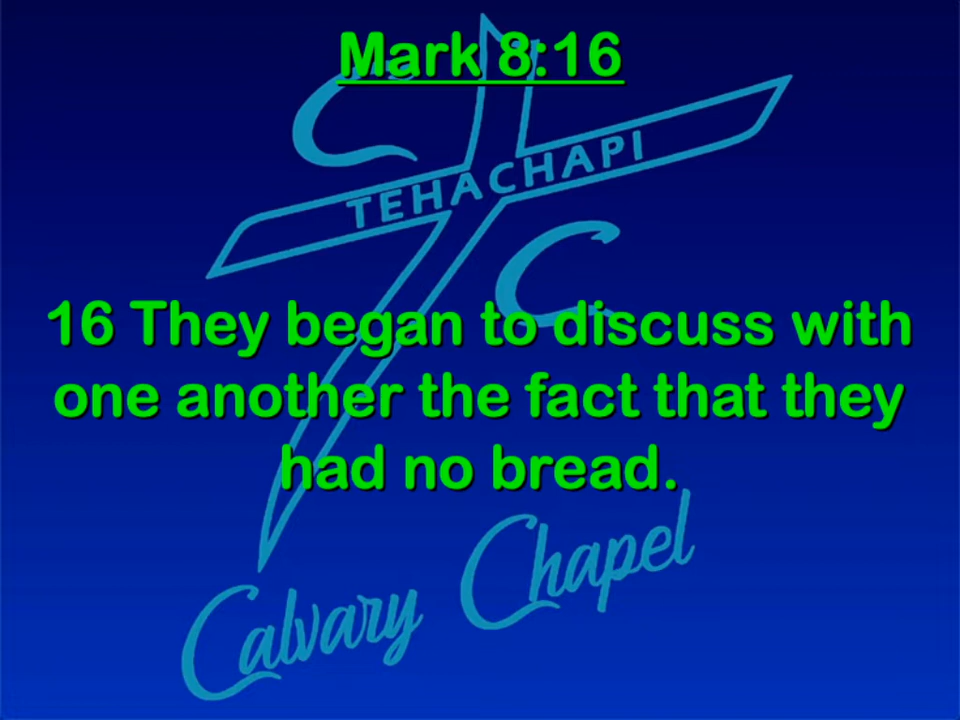 Mark 8:16
C
TEHACHAPI
C
16 They began to discuss with
one another the fact that they
had no bread.
Calvary Chapel